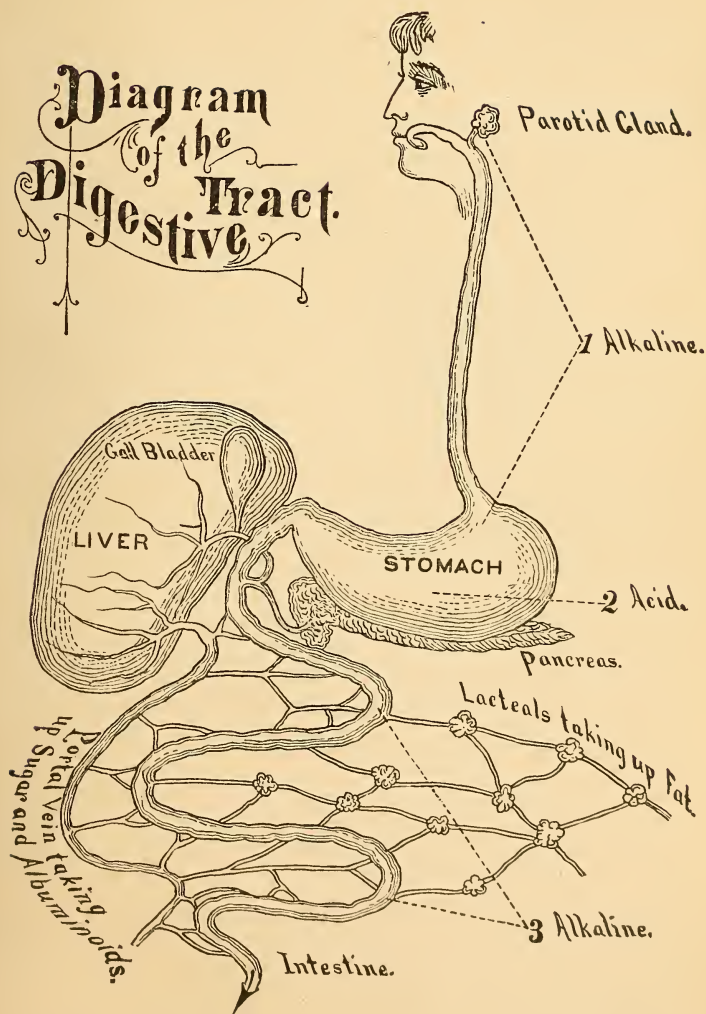 Diagram
of the
Digestive Tract.
Parotid Gland.
1 Alkaline.
Gall Bladder
LIVER
STOMACH
2 Acid.
Pancreas.
Lacteals taking up Fat.
Portal Vein taking
up Sugar and Albuminoids.
3 Alkaline.
Intestine.